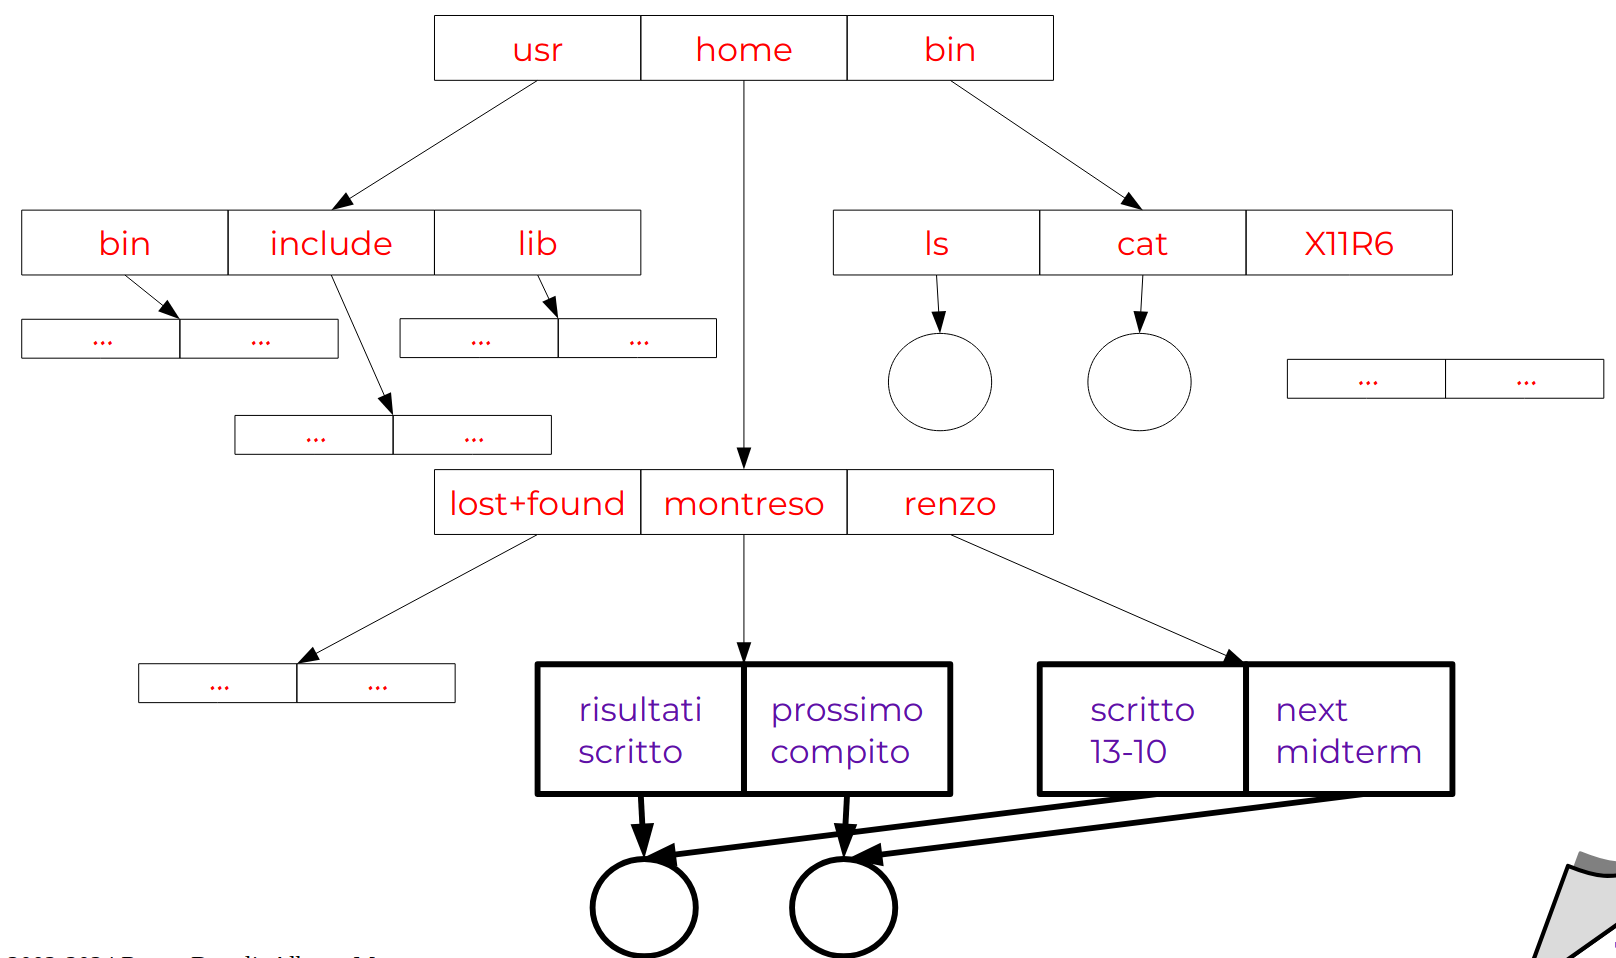 usr home bin
bin include lib
ls cat X11R6
... ... ... ...
... ...
... ...
lost+found montreso renzo
... ...
risultati
scritto
prossimo
compito
scritto
13-10
next
midterm